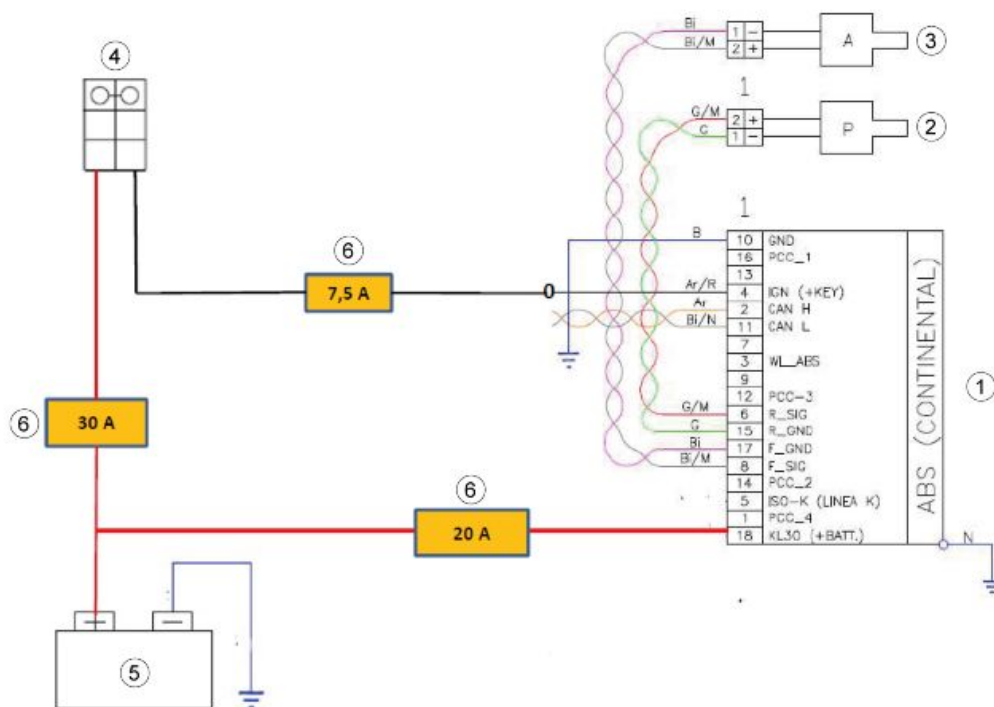 Bi
Bi/M
1 −
2 +
A
3
4
1
G/M
G
2 +
1 −
P
2
1
B
10 GND
16 PCC_1
13
6
7,5 A
0
Ar/R
4 IGN (+KEY)
Ar
2 CAN H
Bi/N
11 CAN L
7
3 WL_ABS
9
12 PCC-3
G/M
6 R_SIG
G
15 R_GND
Bi
17 F_GND
Bi/M
8 F_SIG
14 PCC_2
5 ISO-K (LINEA K)
1 PCC_4
18 KL30 (+BATT.)
ABS (CONTINENTAL)
1
N
6
30 A
6
20 A
+ −
5